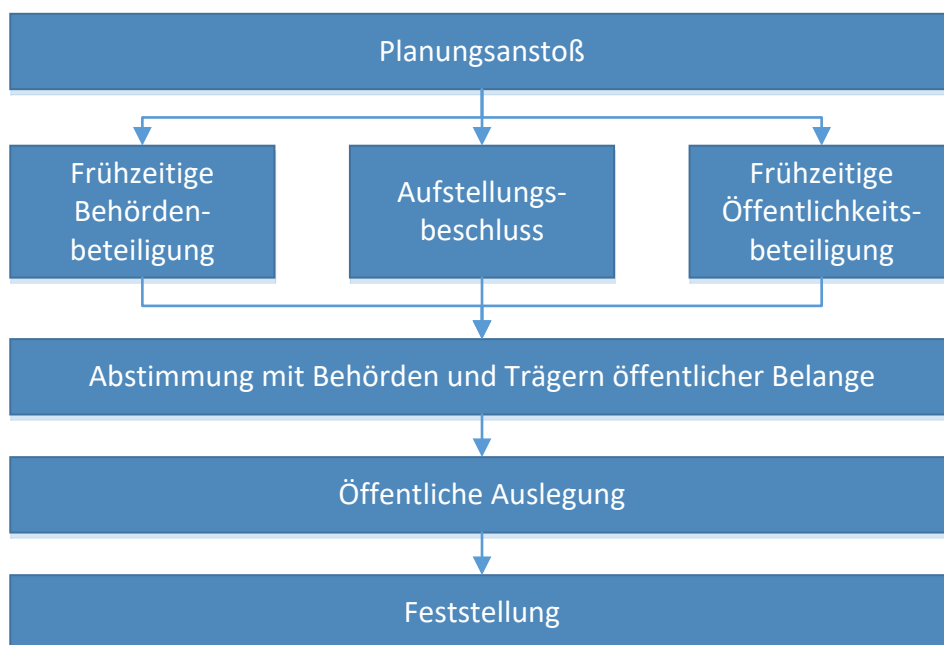 Planungsanstoß
Frühzeitige
Behörden-
beteiligung
Aufstellungs-
beschluss
Frühzeitige
Öffentlichkeits-
beteiligung
Abstimmung mit Behörden und Trägern öffentlicher Belange
Öffentliche Auslegung
Feststellung